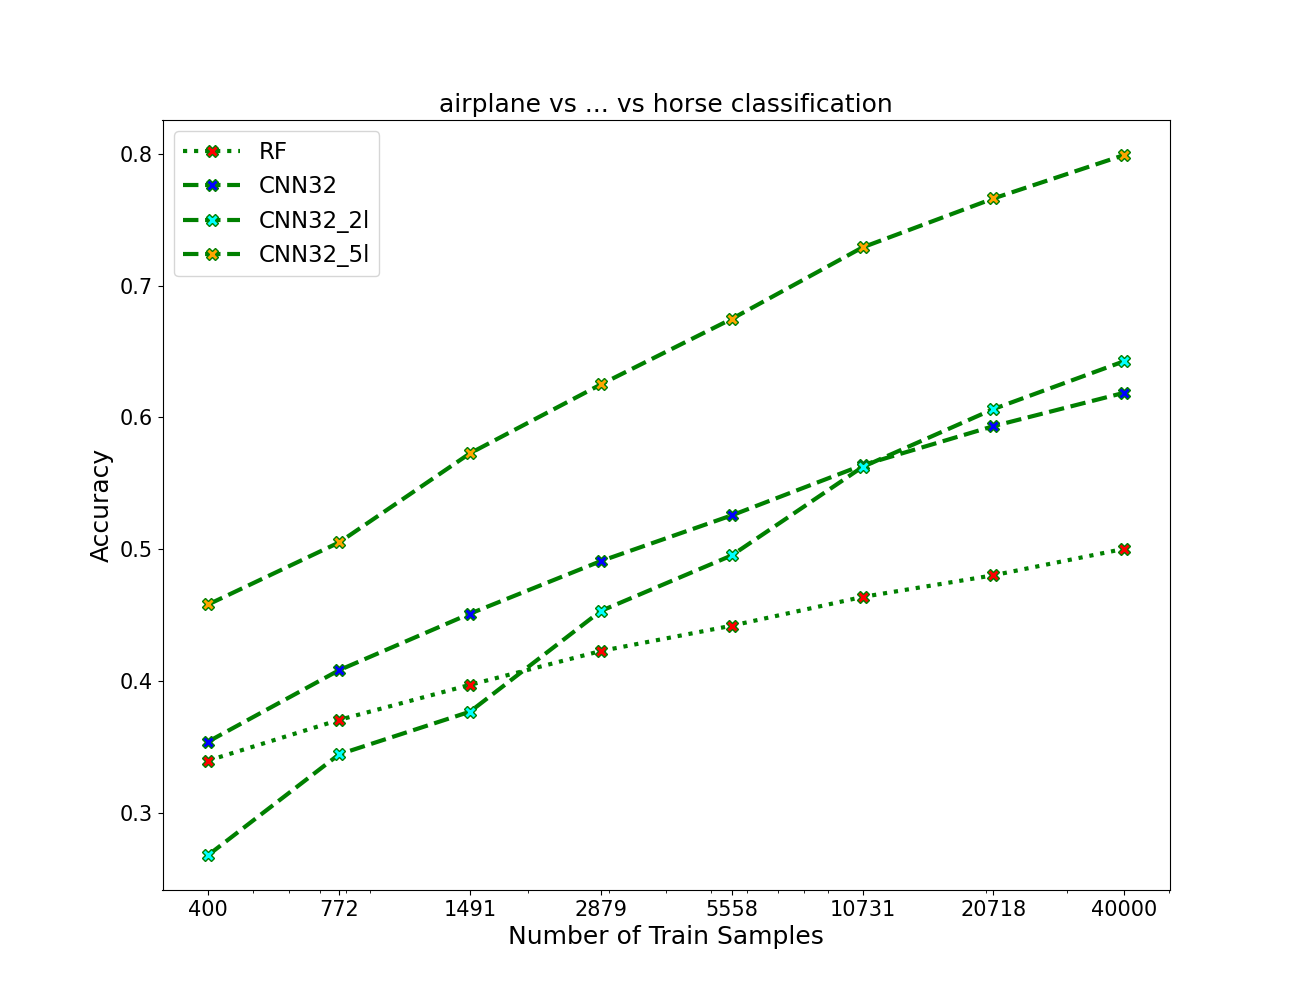 airplane vs ... vs horse classification
RF
CNN32
CNN32_2l
CNN32_5l
0.8
0.7
0.6
0.5
0.4
0.3
Accuracy
400 772 1491 2879 5558 10731 20718 40000
Number of Train Samples